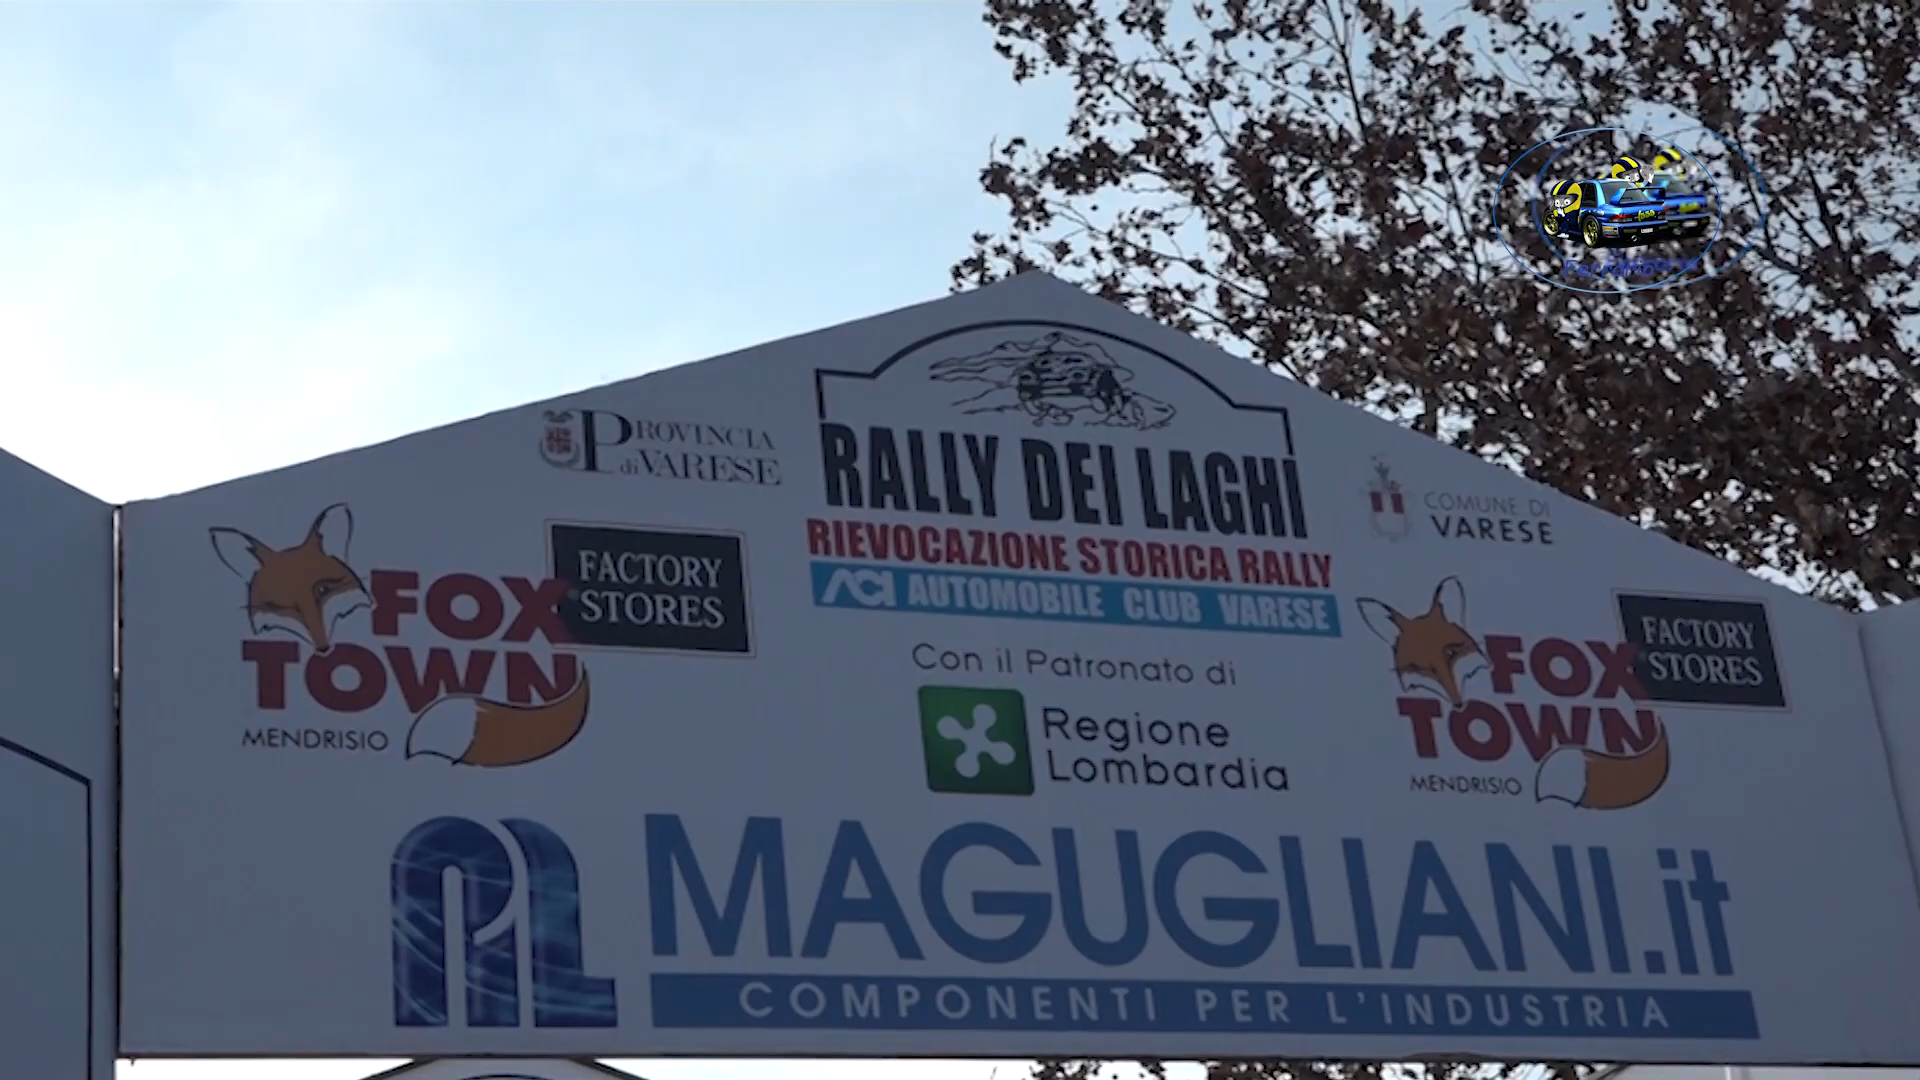 PROVINCIA
di VARESE
RALLY DEI LAGHI
RIEVOCAZIONE STORICA RALLY
ACI AUTOMOBILE CLUB VARESE
COMUNE DI
VARESE
FOX
TOWN
MENDRISIO
FACTORY
STORES
Con il Patronato di
Regione
Lombardia
FOX
TOWN
MENDRISIO
FACTORY
STORES
MAGUGLIANI.it
COMPONENTI PER L'INDUSTRIA